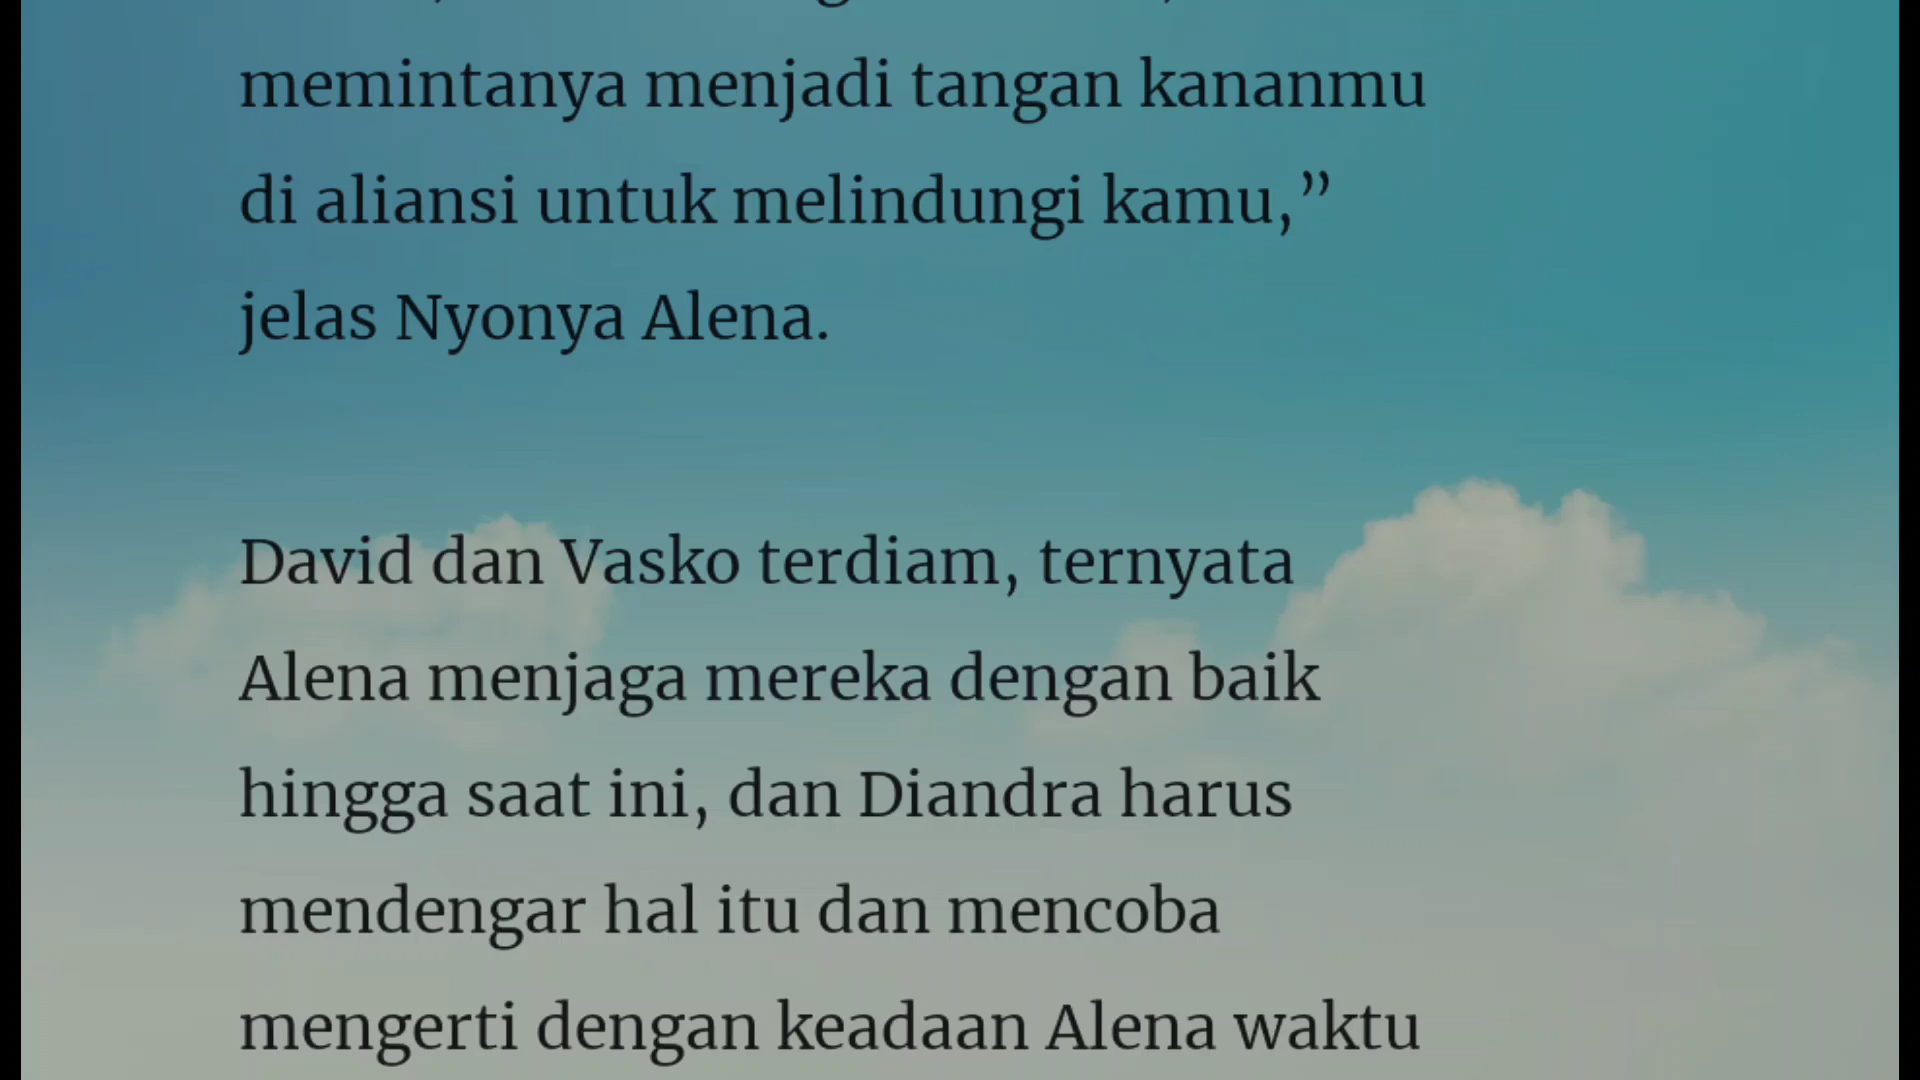 memintanya menjadi tangan kananmu
di aliansi untuk melindungi kamu,”
jelas Nyonya Alena.
David dan Vasko terdiam, ternyata
Alena menjaga mereka dengan baik
hingga saat ini, dan Diandra harus
mendengar hal itu dan mencoba
mengerti dengan keadaan Alena waktu